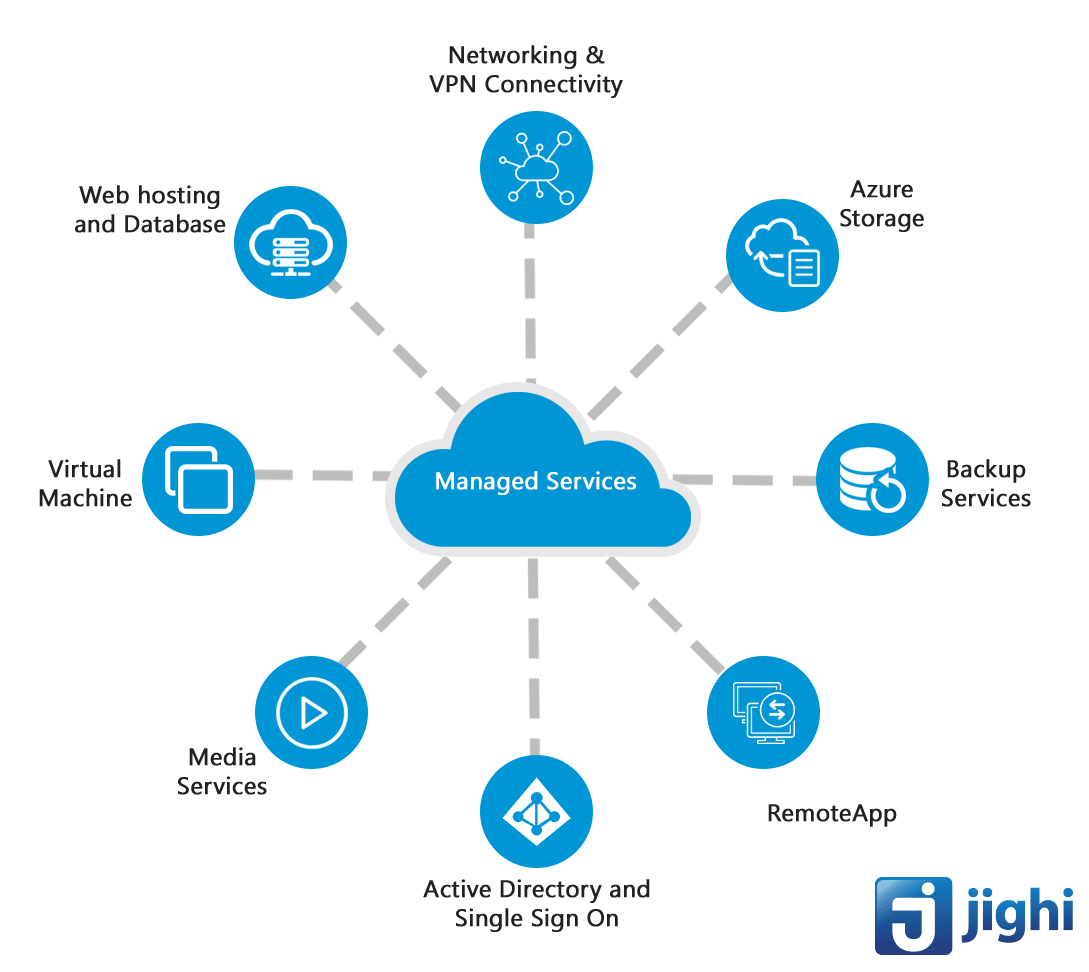 Networking &
VPN Connectivity
Web hosting
and Database
Azure
Storage
Virtual
Machine
Managed Services
Backup
Services
Media
Services
RemoteApp
Active Directory and
Single Sign On
jighi